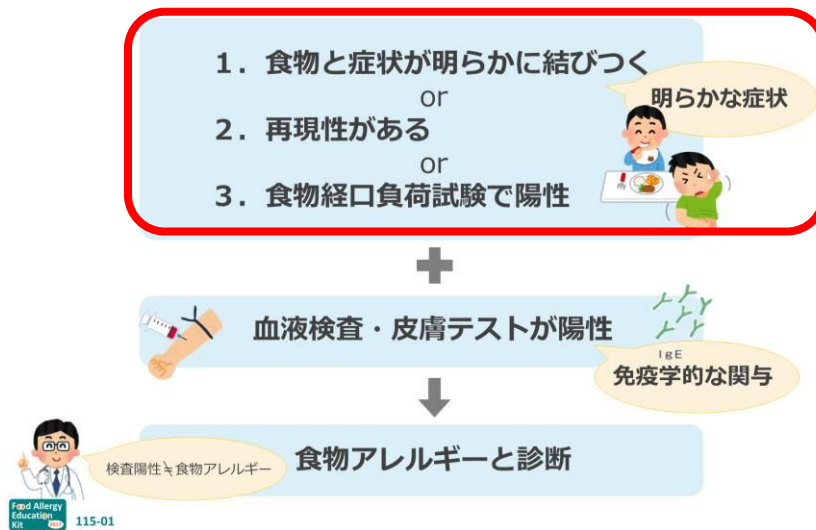 1．食物と症状が明らかに結びつく
or
明らかな症状
2．再現性がある
or
3．食物経口負荷試験で陽性
血液検査・皮膚テストが陽性
IgE
免疫学的な関与
検査陽性≒食物アレルギー
食物アレルギーと診断
Food Allergy
Education
Kit
115-01